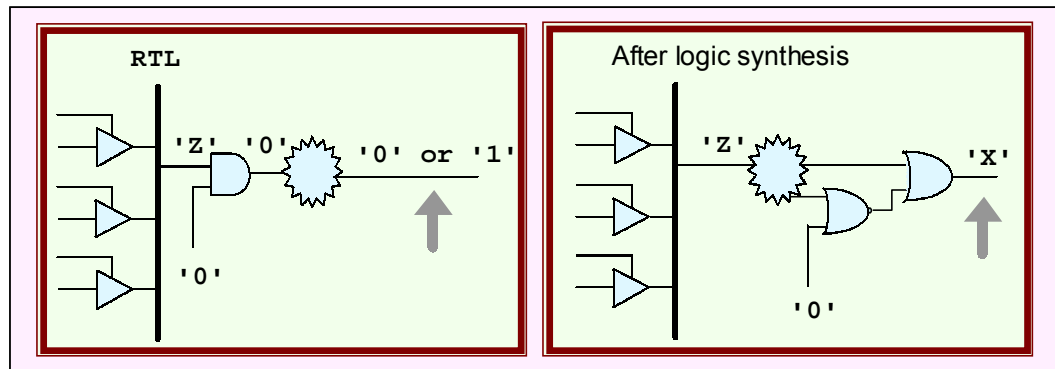 RTL
'Z' '0' '0' or '1'
'0'
After logic synthesis
'Z' 'X'
'0'